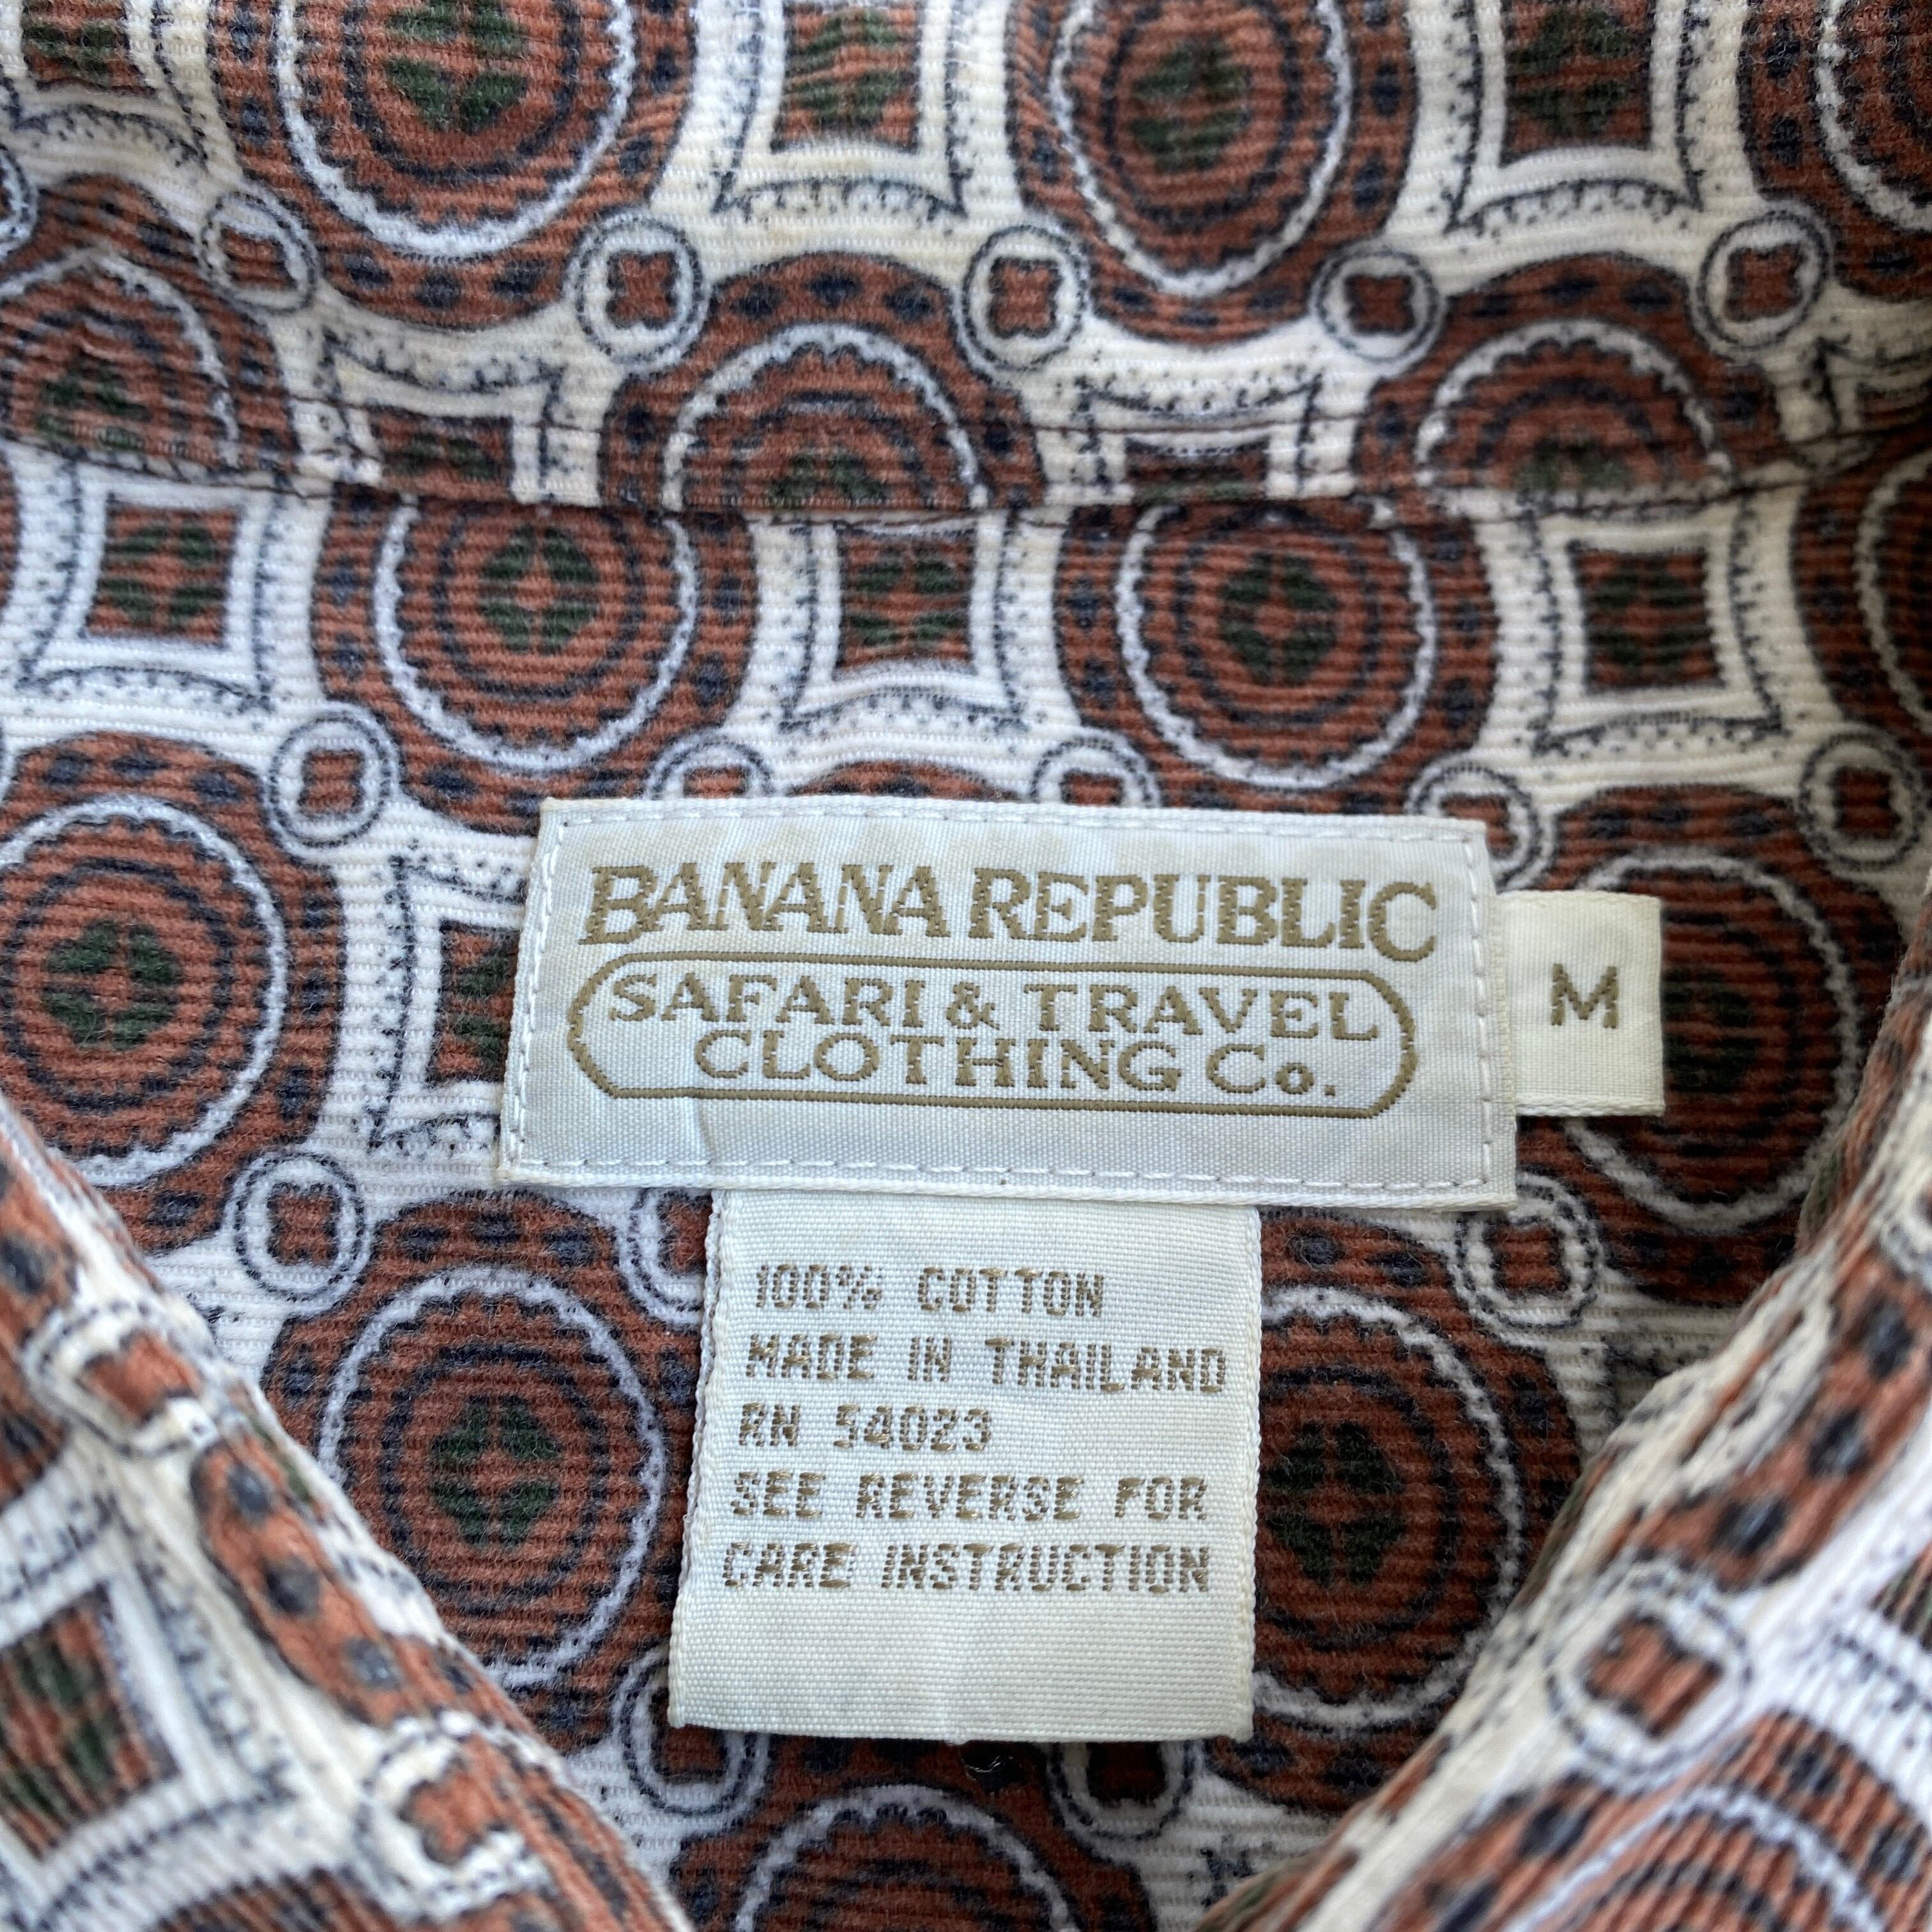 BANANA REPUBLIC
SAFARI & TRAVEL
CLOTHING Co.
M
100% COTTON
MADE IN THAILAND
RN 54023
SEE REVERSE FOR
CARE INSTRUCTION